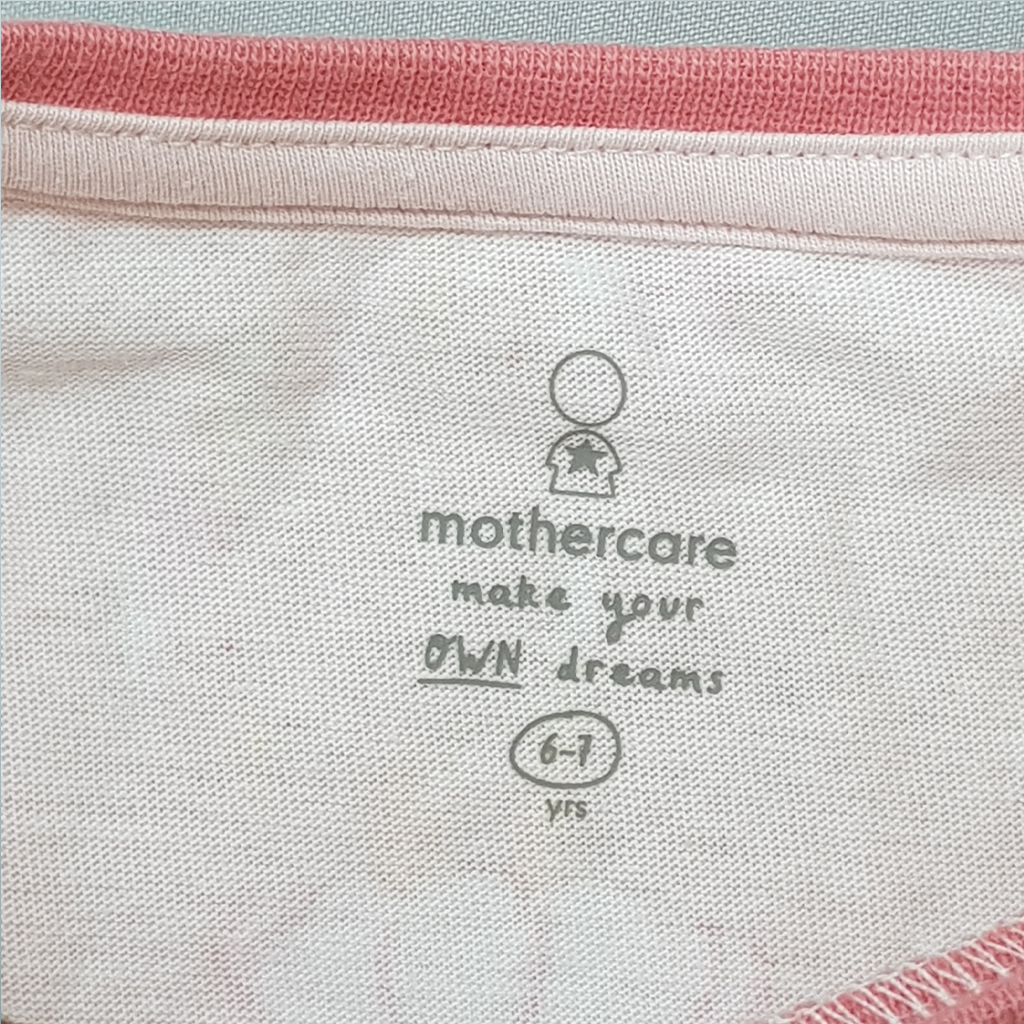 mothercare
make your
OWN dreams
6-7
yrs